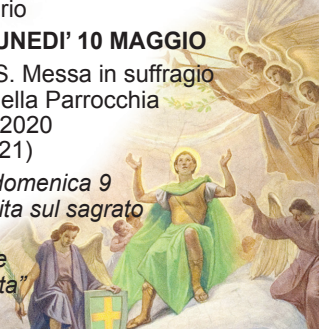 rio
UNEDI’ 10 MAGGIO
S. Messa in suffragio
ella Parrocchia
2020
21)
domenica 9
ita sul sagrato
e
ta”